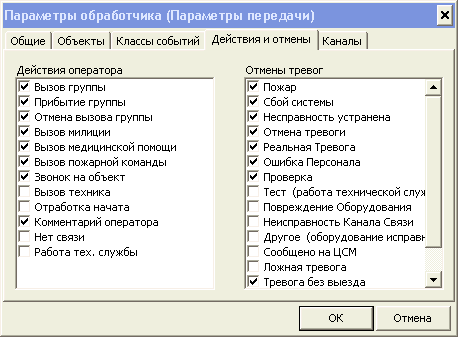 Параметры обработчика (Параметры передачи)
Общие
Объекты
Классы событий
Действия и отмены
Каналы
Действия оператора
Вызов группы
Прибытие группы
Отмена вызова группы
Вызов милиции
Вызов медицинской помощи
Вызов пожарной команды
Звонок на объект
Вызов техника
Отработка начата
Комментарий оператора
Нет связи
Работа тех. службы
Отмены тревог
Пожар
Сбой системы
Несправность устранена
Отмена тревоги
Реальная Тревога
Ошибка Персонала
Проверка
Тест (работа технической служ
Повреждение Оборудования
Неисправность Канала Связи
Другое (оборудование исправн
Сообщено на ЦСМ
Ложная тревога
Тревога без выезда
ОК
Отмена